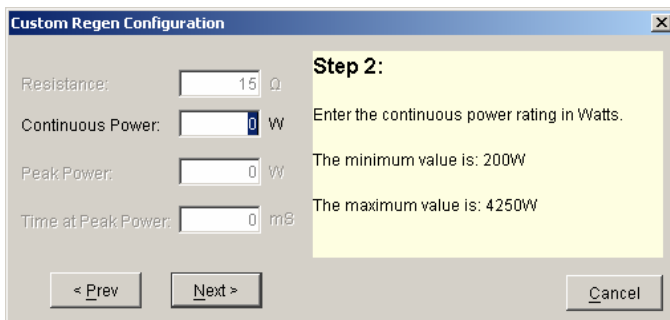 Custom Regen Configuration
Resistance: 15 Ω
Continuous Power: 0 W
Peak Power: 0 W
Time at Peak Power: 0 mS
Step 2:
Enter the continuous power rating in Watts.
The minimum value is: 200W
The maximum value is: 4250W
< Prev
Next >
Cancel